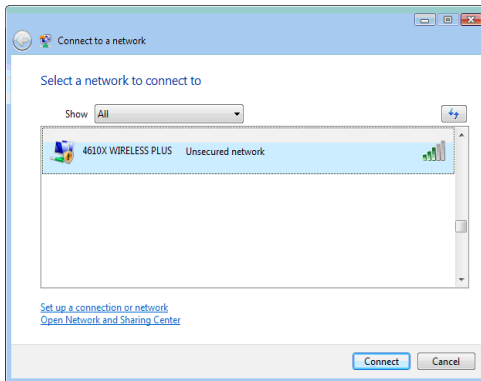 Connect to a network
Select a network to connect to
Show All
4610X WIRELESS PLUS Unsecured network
Set up a connection or network
Open Network and Sharing Center
Connect Cancel